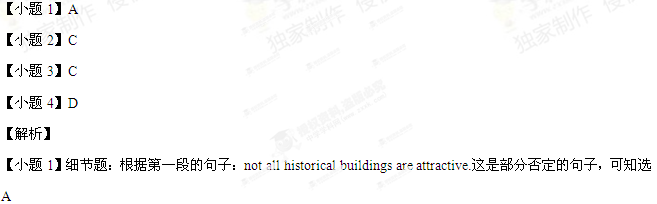 【小题1】A
【小题2】C
【小题3】C
【小题4】D
【解析】
【小题1】细节题：根据第一段的句子：not all historical buildings are attractive.这是部分否定的句子，可知选
A